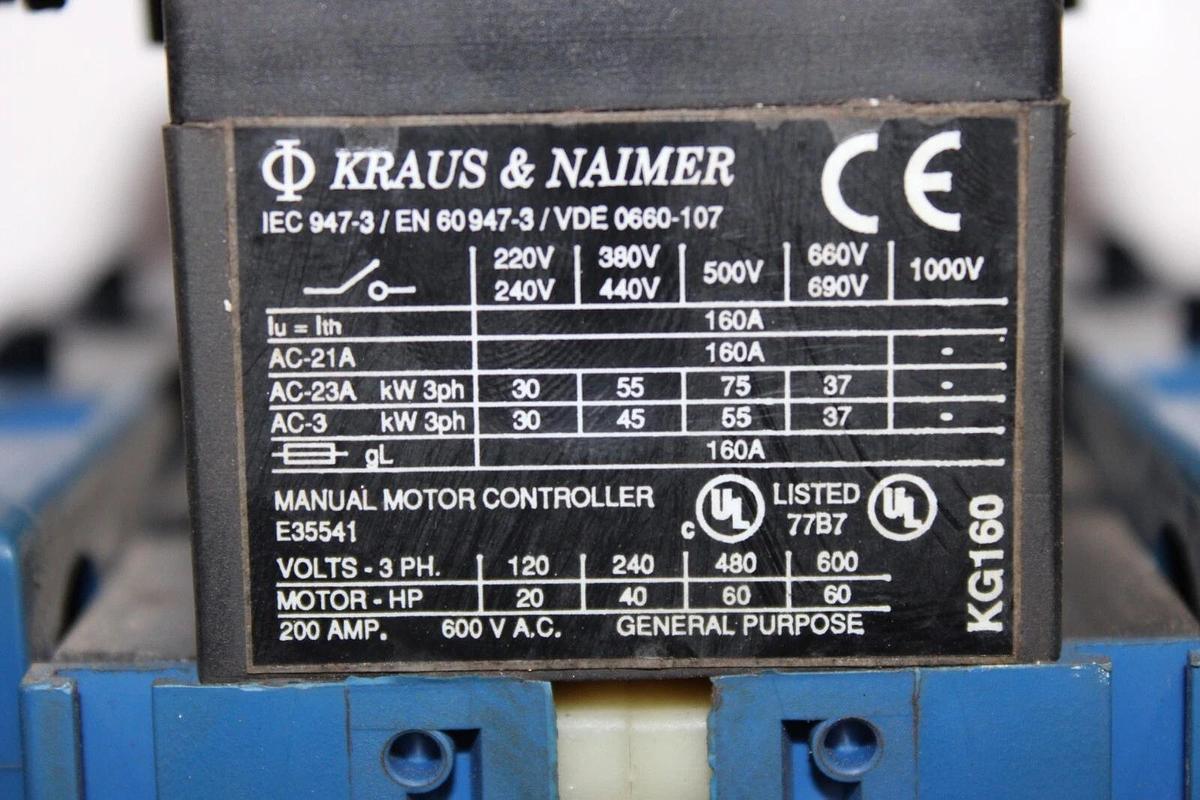 KRAUS & NAIMER CE
IEC 947-3 / EN 60947-3 / VDE 0660-107
220V 380V 500V 660V 1000V
240V 440V 690V
Iu = Ith 160A
AC-21A 160A -
AC-23A kW 3ph 30 55 75 37 -
AC-3 kW 3ph 30 45 55 37 -
gL 160A
MANUAL MOTOR CONTROLLER c UL LISTED UL
E35541 77B7
VOLTS - 3 PH. 120 240 480 600
MOTOR - HP 20 40 60 60
200 AMP. 600 V A.C. GENERAL PURPOSE
KG160